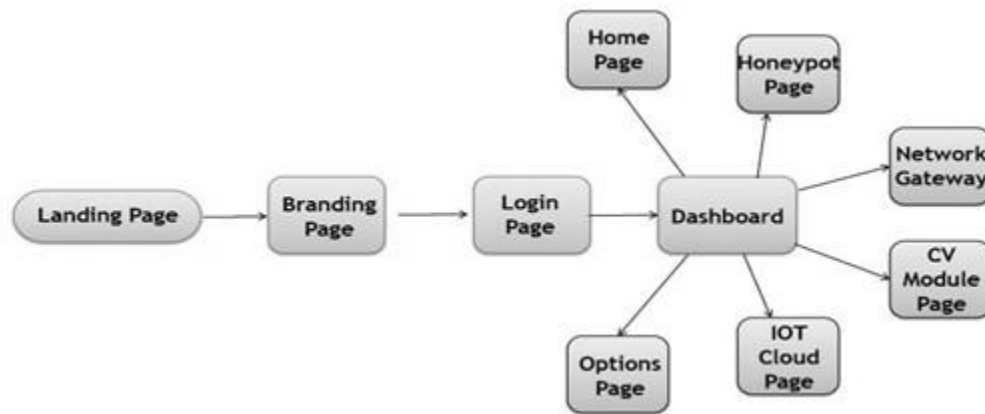 Landing Page
Branding
Page
Login
Page
Dashboard
Home
Page
Honeypot
Page
Network
Gateway
CV
Module
Page
IOT
Cloud
Page
Options
Page